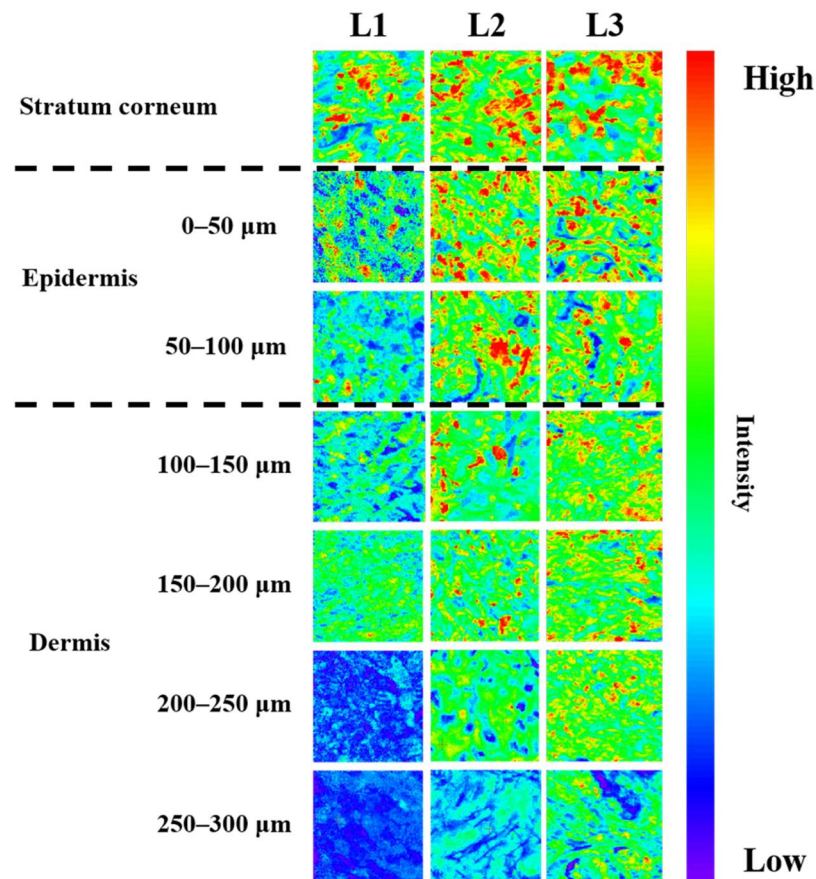 L1 L2 L3
High
Stratum corneum
0–50 µm
Epidermis
50–100 µm
100–150 µm
Intensity
150–200 µm
Dermis
200–250 µm
250–300 µm
Low